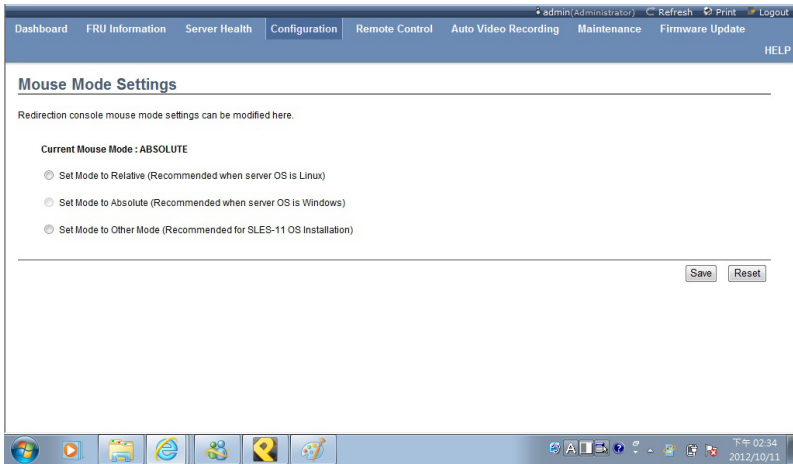 admin(Administrator) Refresh Print Logout
Dashboard FRU Information Server Health Configuration Remote Control Auto Video Recording Maintenance Firmware Update
HELP
Mouse Mode Settings
Redirection console mouse mode settings can be modified here.
Current Mouse Mode : ABSOLUTE
Set Mode to Relative (Recommended when server OS is Linux)
Set Mode to Absolute (Recommended when server OS is Windows)
Set Mode to Other Mode (Recommended for SLES-11 OS Installation)
Save Reset
A
下午 02:34
2012/10/11